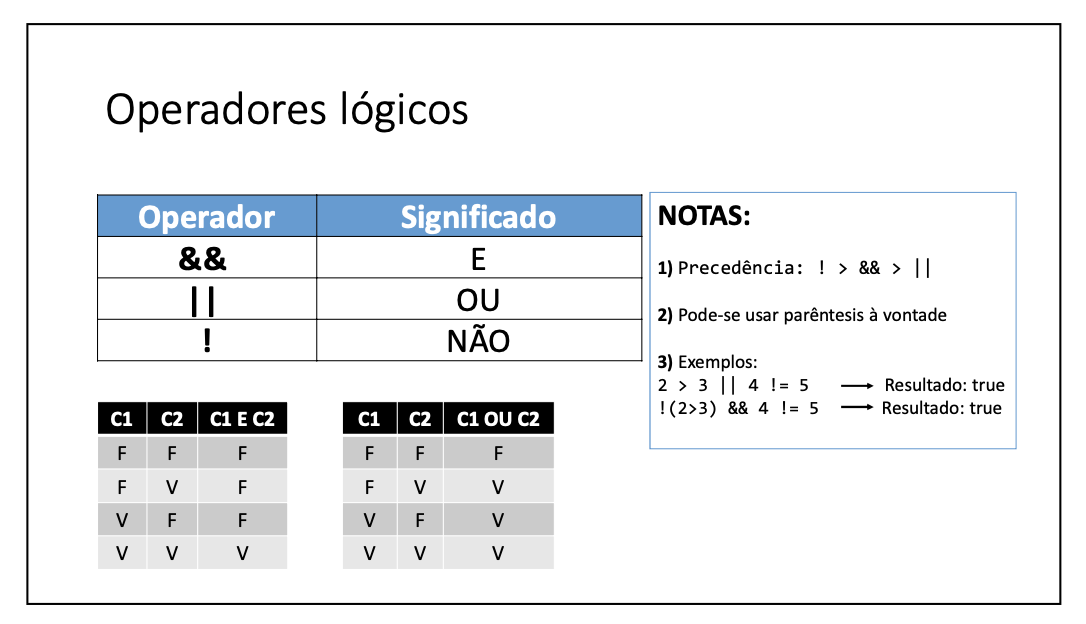 Operadores lógicos
Operador Significado
&& E
|| OU
! NÃO
NOTAS:
1) Precedência: ! > && > ||
2) Pode-se usar parêntesis à vontade
3) Exemplos:
2 > 3 || 4 != 5 → Resultado: true
!(2>3) && 4 != 5 → Resultado: true
C1 C2 C1 E C2
F F F
F V F
V F F
V V V
C1 C2 C1 OU C2
F F F
F V V
V F V
V V V